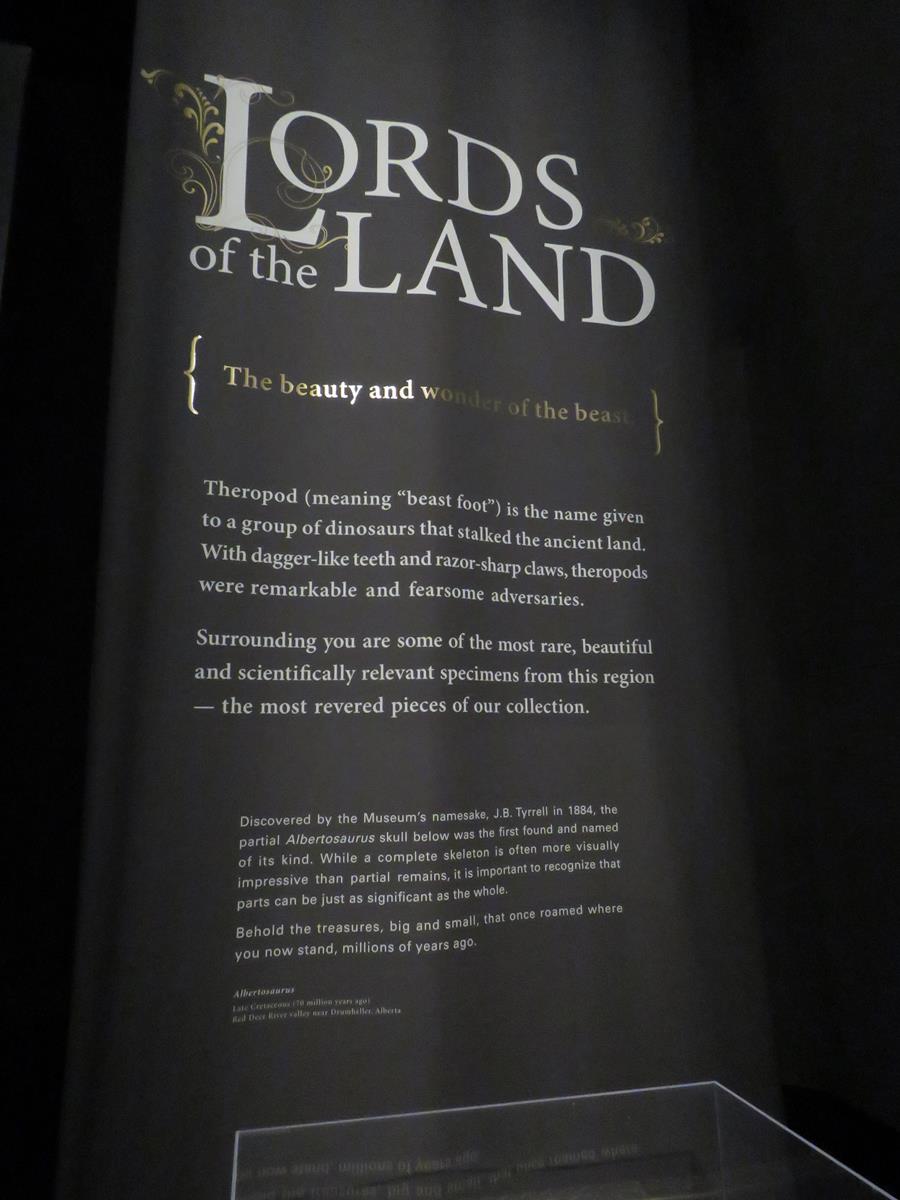 LORDS
of the LAND
{ The beauty and wonder of the beast }
Theropod (meaning “beast foot”) is the name given
to a group of dinosaurs that stalked the ancient land.
With dagger-like teeth and razor-sharp claws, theropods
were remarkable and fearsome adversaries.
Surrounding you are some of the most rare, beautiful
and scientifically relevant specimens from this region
— the most revered pieces of our collection.
Discovered by the Museum's namesake, J.B. Tyrrell in 1884, the
partial Albertosaurus skull below was the first found and named
of its kind. While a complete skeleton is often more visually
impressive than partial remains, it is important to recognize that
parts can be just as significant as the whole.
Behold the treasures, big and small, that once roamed where
you now stand, millions of years ago.
Albertosaurus
Late Cretaceous (70 million years ago)
Red Deer River valley near Drumheller, Alberta